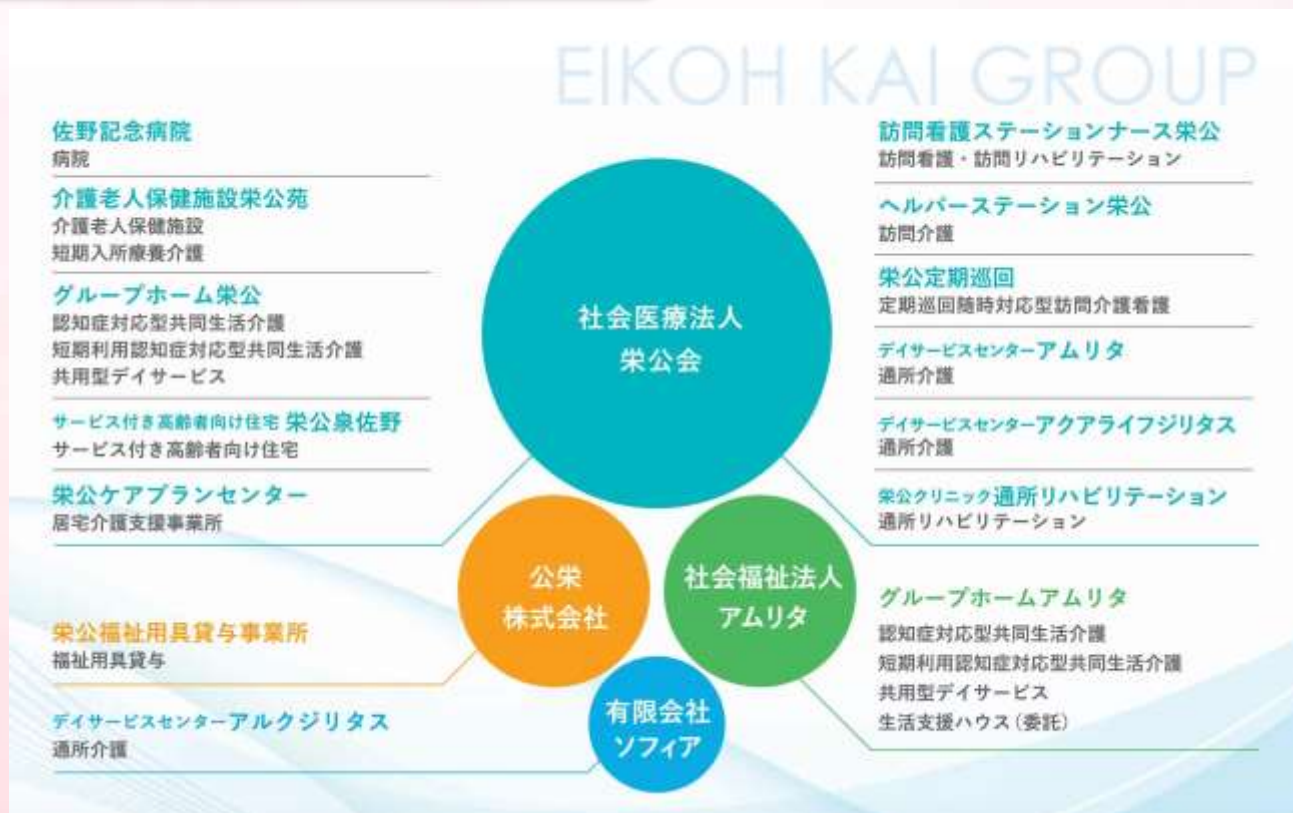 EIKOH KAI GROUP
佐野記念病院
病院
介護老人保健施設栄公苑
介護老人保健施設
短期入所療養介護
グループホーム栄公
認知症対応型共同生活介護
短期利用認知症対応型共同生活介護
共用型デイサービス
サービス付き高齢者向け住宅 栄公泉佐野
サービス付き高齢者向け住宅
栄公ケアプランセンター
居宅介護支援事業所
栄公福祉用具貸与事業所
福祉用具貸与
デイサービスセンターアルクジリタス
通所介護
社会医療法人
栄公会
公栄
株式会社
社会福祉法人
アムリタ
有限会社
ソフィア
訪問看護ステーションナース栄公
訪問看護・訪問リハビリテーション
ヘルパーステーション栄公
訪問介護
栄公定期巡回
定期巡回随時対応型訪問介護看護
デイサービスセンターアムリタ
通所介護
デイサービスセンターアクアライフジリタス
通所介護
栄公クリニック通所リハビリテーション
通所リハビリテーション
グループホームアムリタ
認知症対応型共同生活介護
短期利用認知症対応型共同生活介護
共用型デイサービス
生活支援ハウス(委託)